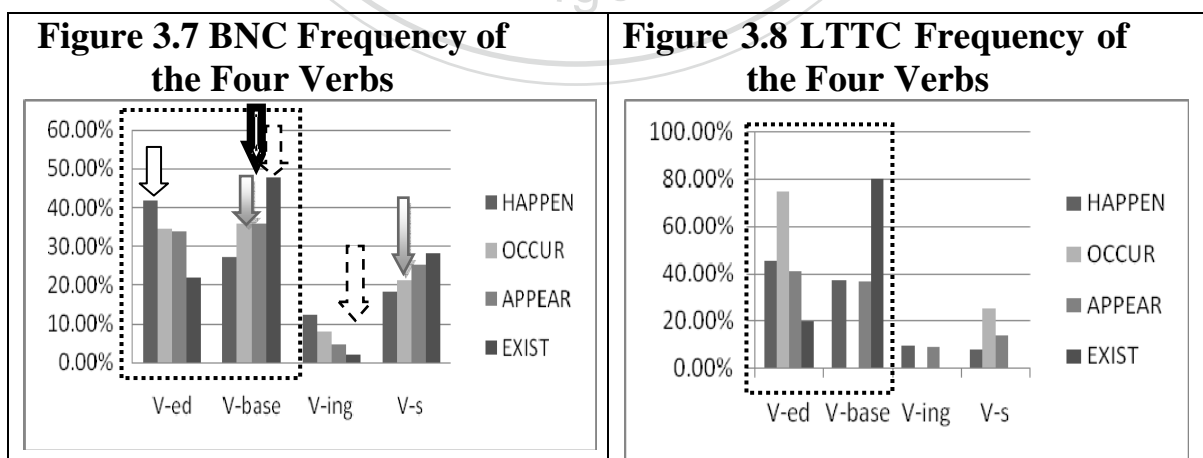 Figure 3.7 BNC Frequency of
the Four Verbs
60.00%
50.00%
40.00%
30.00%
20.00%
10.00%
0.00%
V-ed V-base V-ing V-s
HAPPEN
OCCUR
APPEAR
EXIST
Figure 3.8 LTTC Frequency of
the Four Verbs
100.00%
80.00%
60.00%
40.00%
20.00%
0.00%
V-ed V-base V-ing V-s
HAPPEN
OCCUR
APPEAR
EXIST